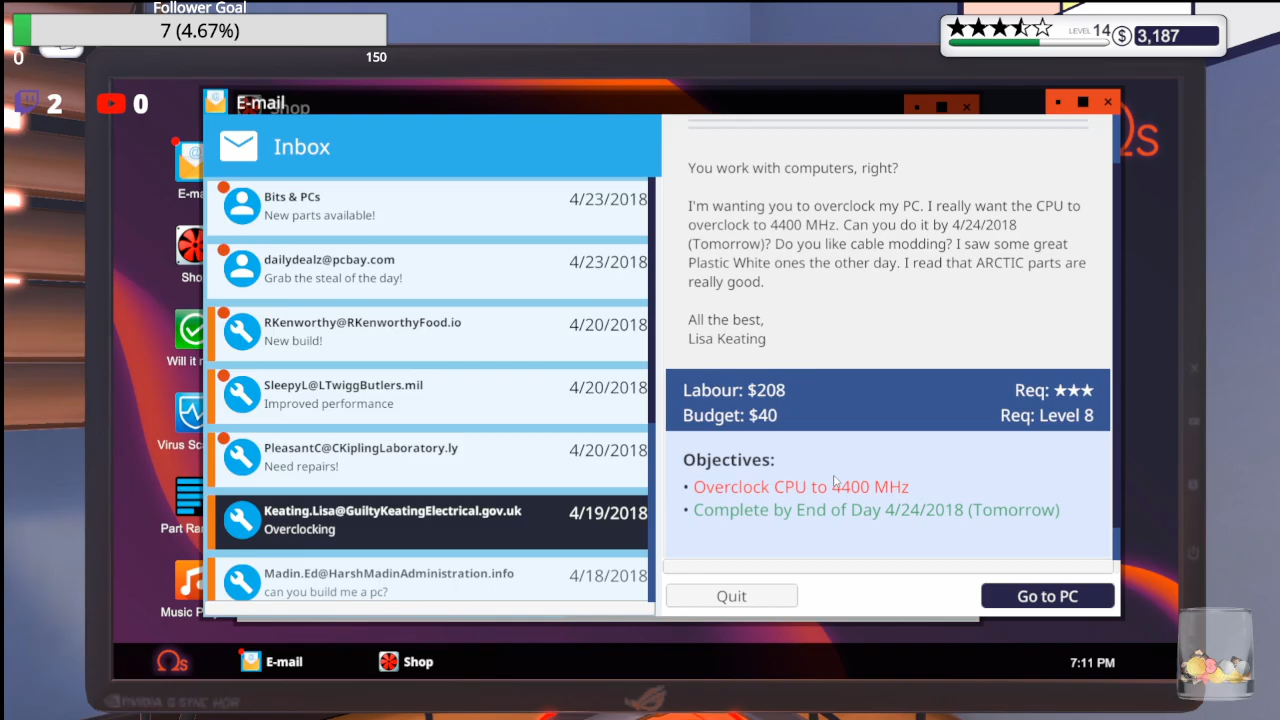 Follower Goal
7 (4.67%)
0
150
LEVEL 14
$ 3,187
2
0
E-mail
Shop
Inbox
Bits & PCs
4/23/2018
New parts available!
dailydealz@pcbay.com
4/23/2018
Grab the steal of the day!
RKenworthy@RKenworthyFood.io
4/20/2018
New build!
SleepyL@LTwiggButlers.mil
4/20/2018
Improved performance
PleasantC@CKiplingLaboratory.ly
4/20/2018
Need repairs!
Keating.Lisa@GuiltyKeatingElectrical.gov.uk
4/19/2018
Overclocking
Madin.Ed@HarshMadinAdministration.info
4/18/2018
can you build me a pc?
You work with computers, right?
I'm wanting you to overclock my PC. I really want the CPU to
overclock to 4400 MHz. Can you do it by 4/24/2018
(Tomorrow)? Do you like cable modding? I saw some great
Plastic White ones the other day. I read that ARCTIC parts are
really good.
All the best,
Lisa Keating
Labour: $208
Req: ★★★
Budget: $40
Req: Level 8
Objectives:
• Overclock CPU to 4400 MHz
• Complete by End of Day 4/24/2018 (Tomorrow)
Quit
Go to PC
E-ma
Sho
Will it r
Virus Sc
Part Ra
Music P
Ωs
E-mail
Shop
7:11 PM
NVIDIA G-SYNC